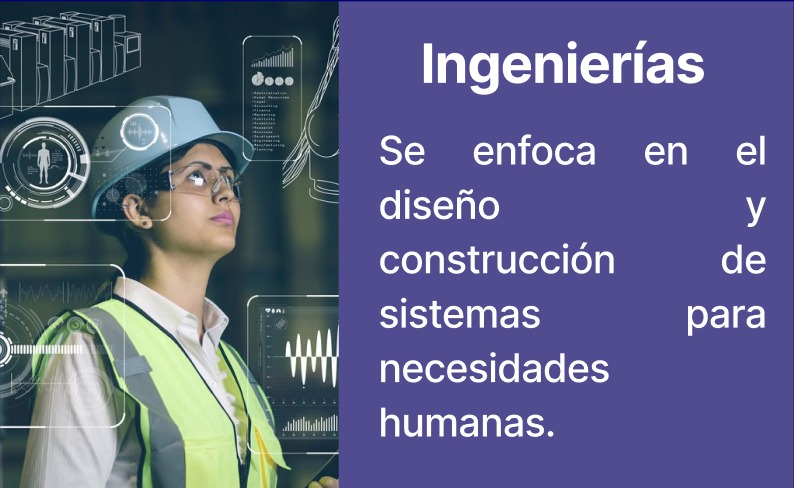 Ingenierías
Se enfoca en el
diseño y
construcción de
sistemas para
necesidades
humanas.